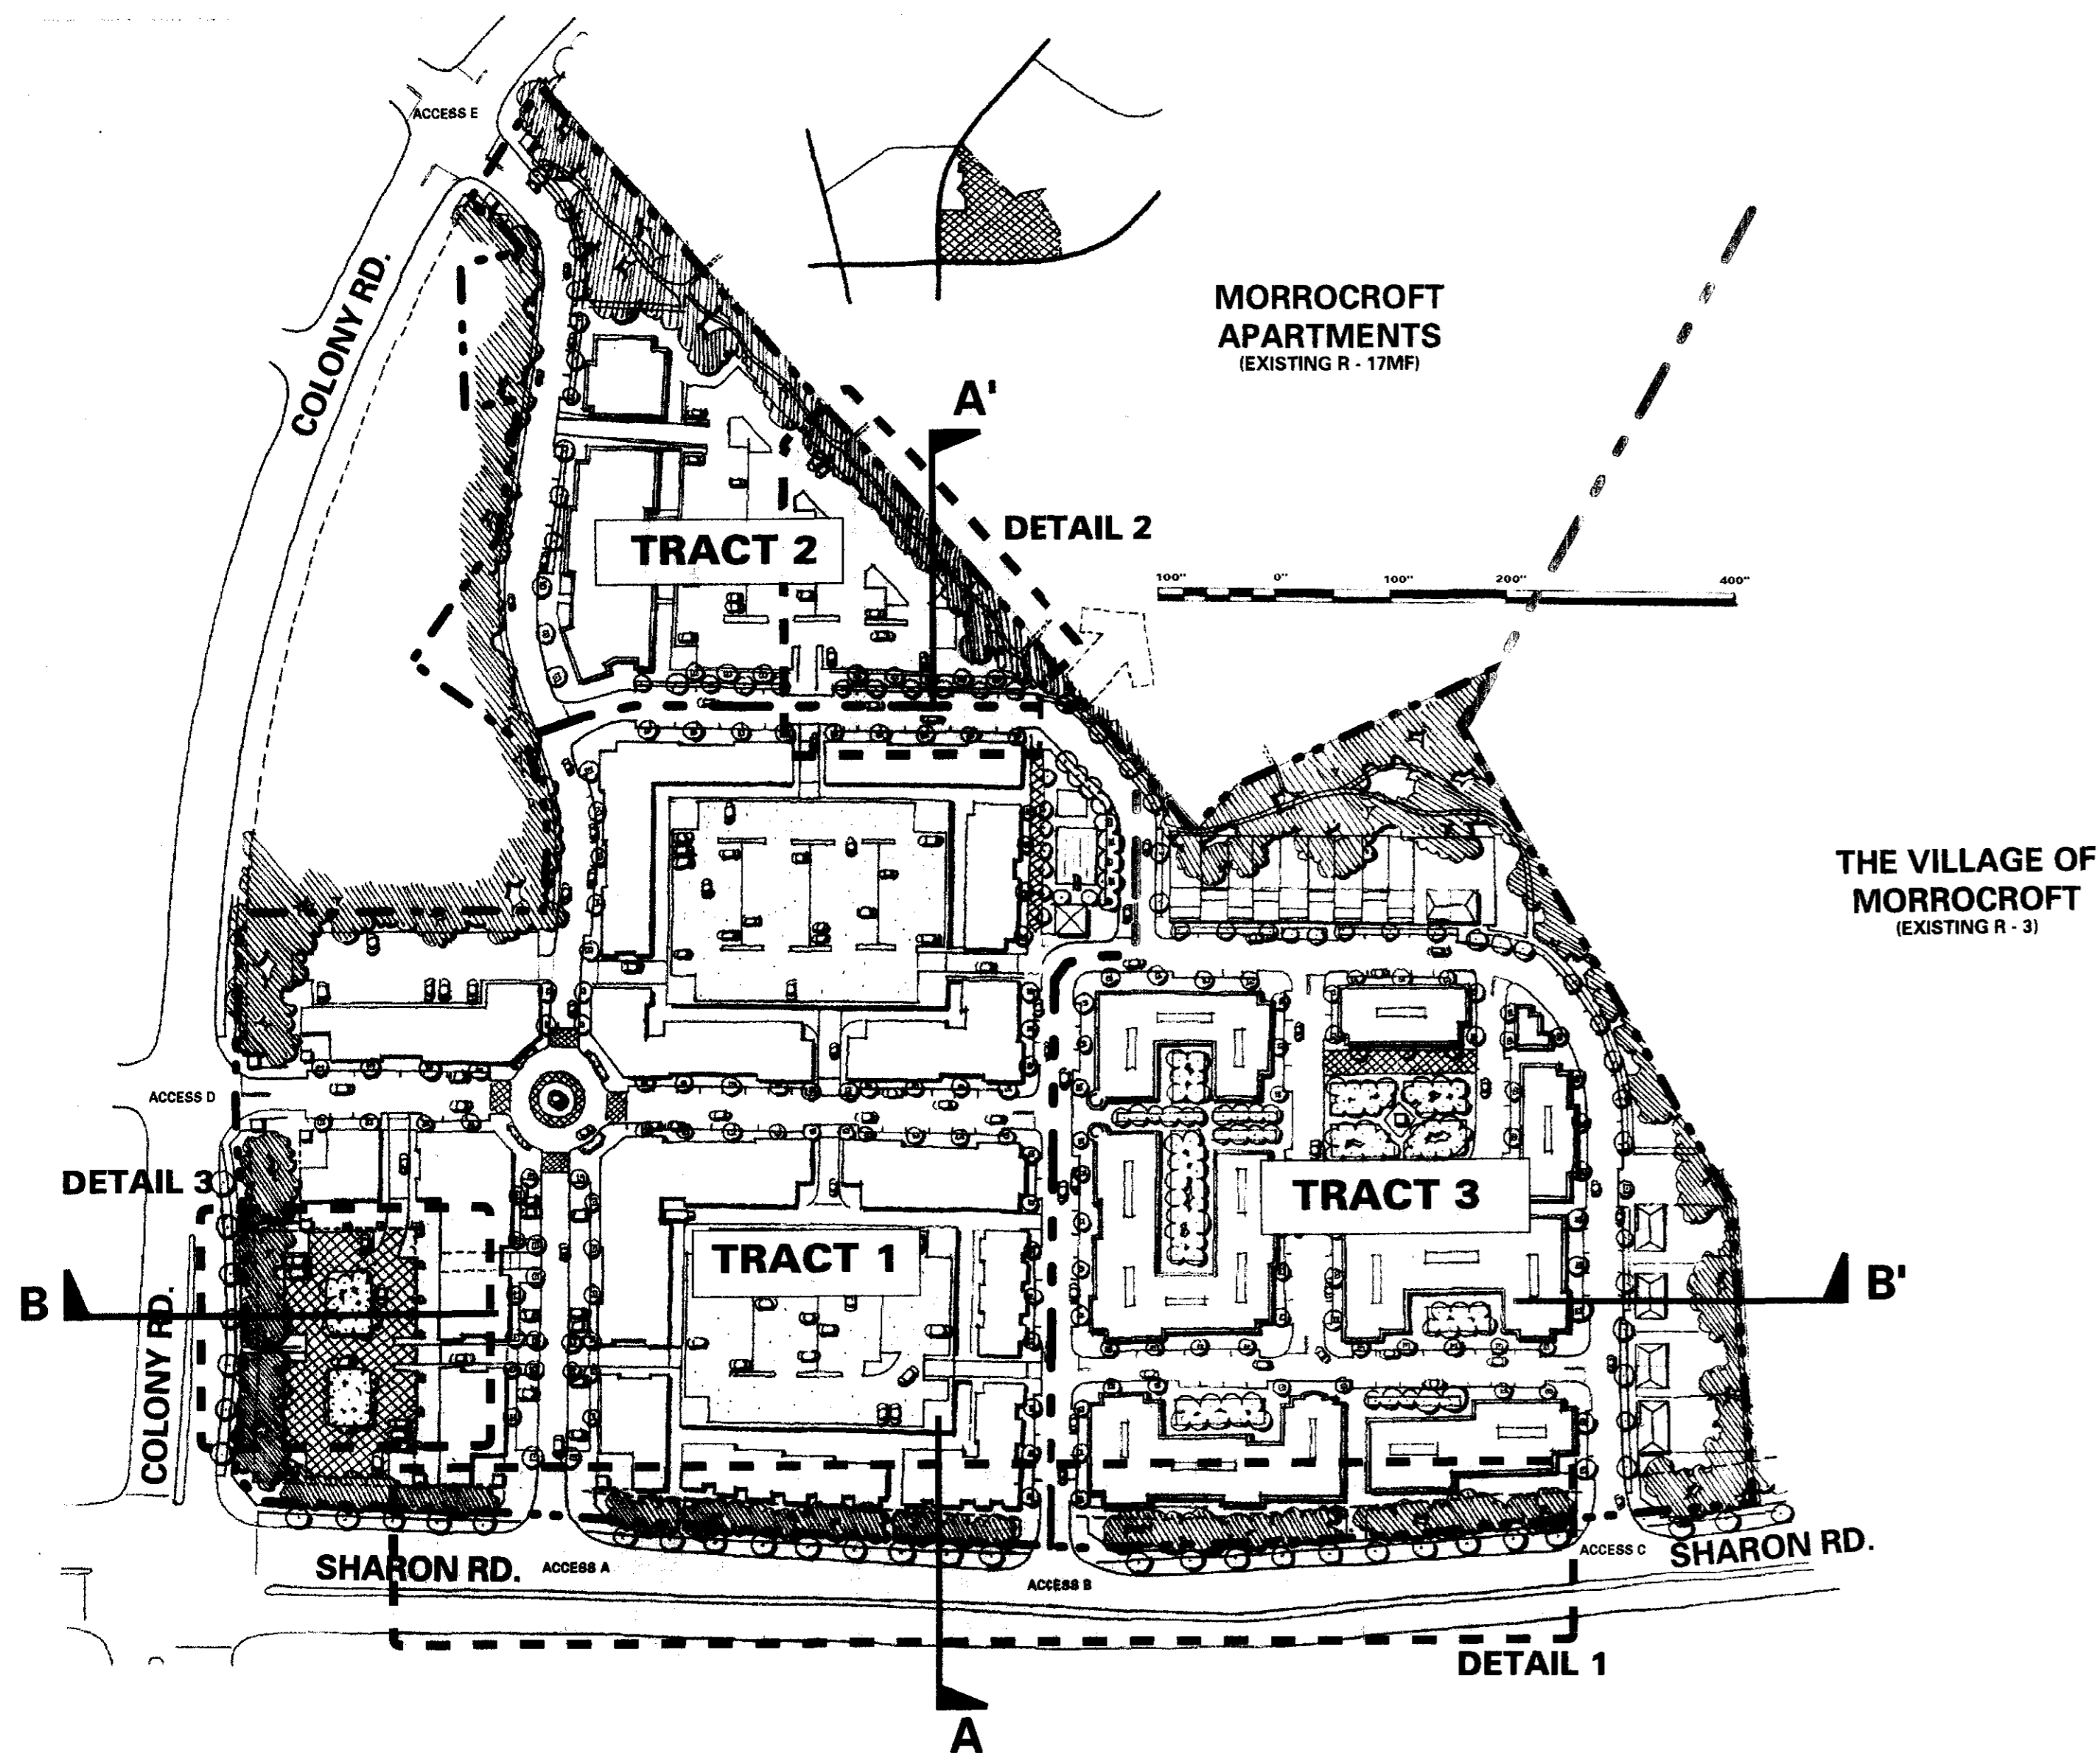 ACCESS E
COLONY RD.
MORROCROFT
APARTMENTS
(EXISTING R - 17MF)
A'
DETAIL 2
TRACT 2
100" 0" 100" 200" 400"
THE VILLAGE OF
MORROCROFT
(EXISTING R - 3)
ACCESS D
DETAIL 3
TRACT 3
TRACT 1
B
B'
COLONY RD.
SHARON RD.
ACCESS A
ACCESS B
ACCESS C
SHARON RD.
DETAIL 1
A